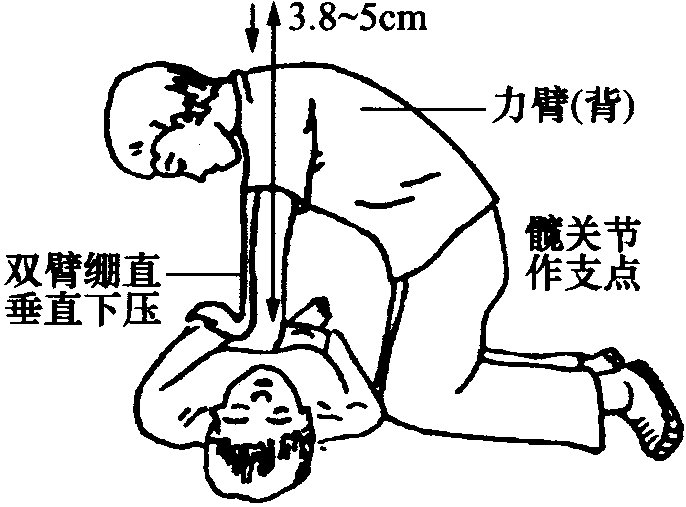 3.8~5cm
力臂(背)
髋关节
作支点
双臂绷直
垂直下压